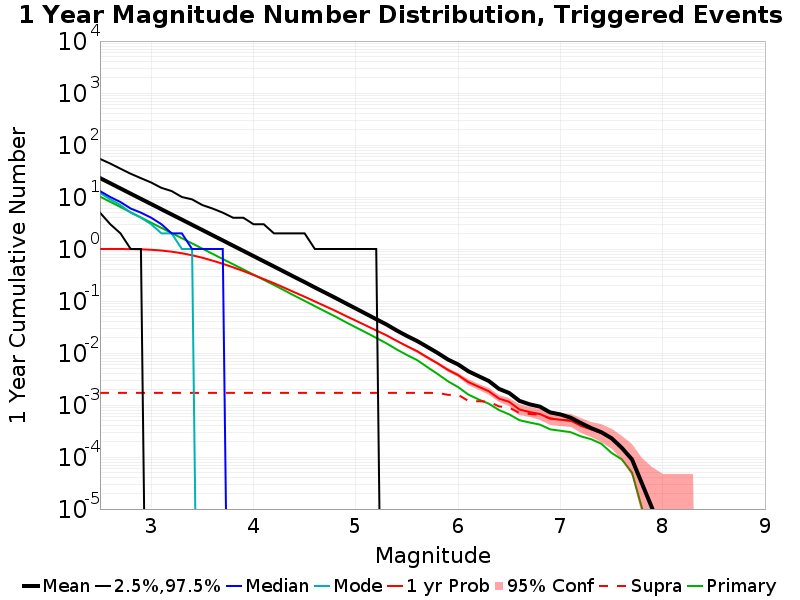 1 Year Magnitude Number Distribution, Triggered Events
1 Year Cumulative Number
10^4
10^3
10^2
10^1
10^0
10^-1
10^-2
10^-3
10^-4
10^-5
3 4 5 6 7 8 9
Magnitude
Mean 2.5%,97.5% Median Mode 1 yr Prob 95% Conf Supra Primary